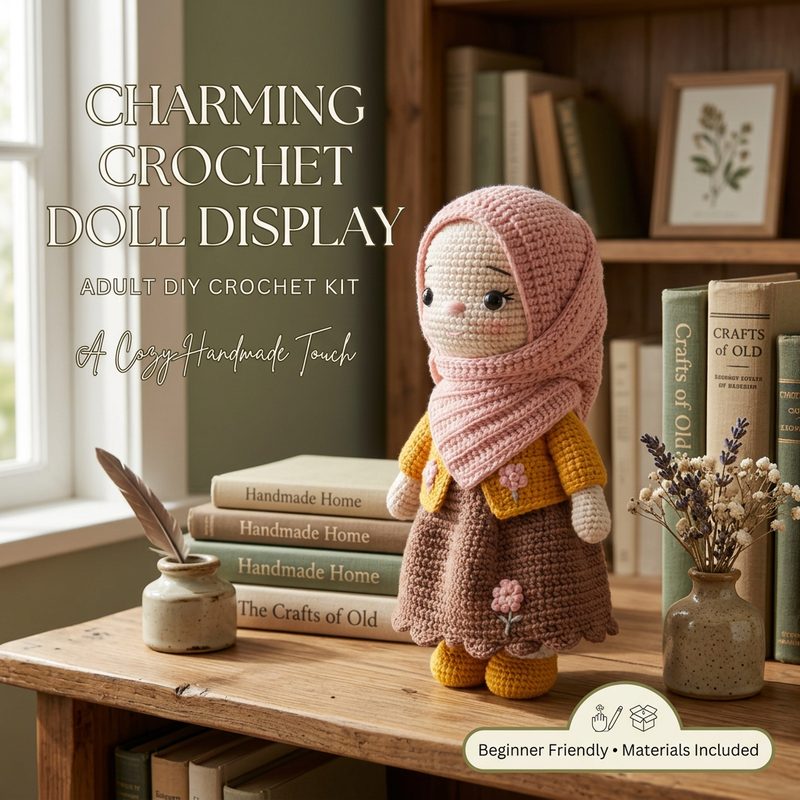 CHARMING
CROCHET
DOLL DISPLAY
ADULT DIY CROCHET KIT
A Cozy Handmade Touch
Handmade Home
Handmade Home
Handmade Home
The Crafts of Old
Crafts of Old
CRAFTS
of OLD
Beginner Friendly • Materials Included